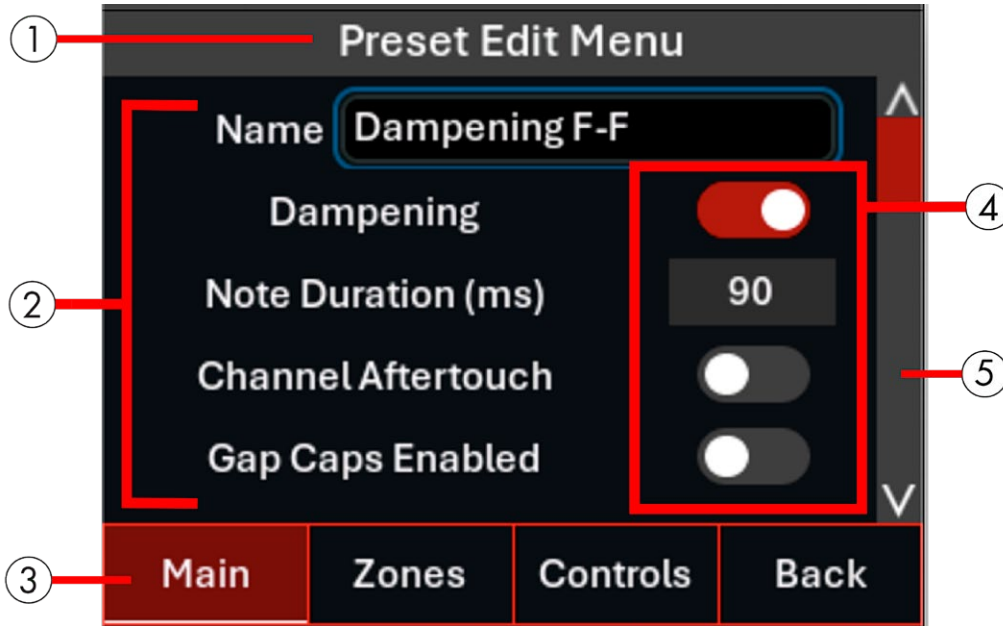 ① Preset Edit Menu
Name Dampening F-F
Dampening
④
Note Duration (ms) 90
②
Channel Aftertouch
⑤
Gap Caps Enabled
③ Main Zones Controls Back